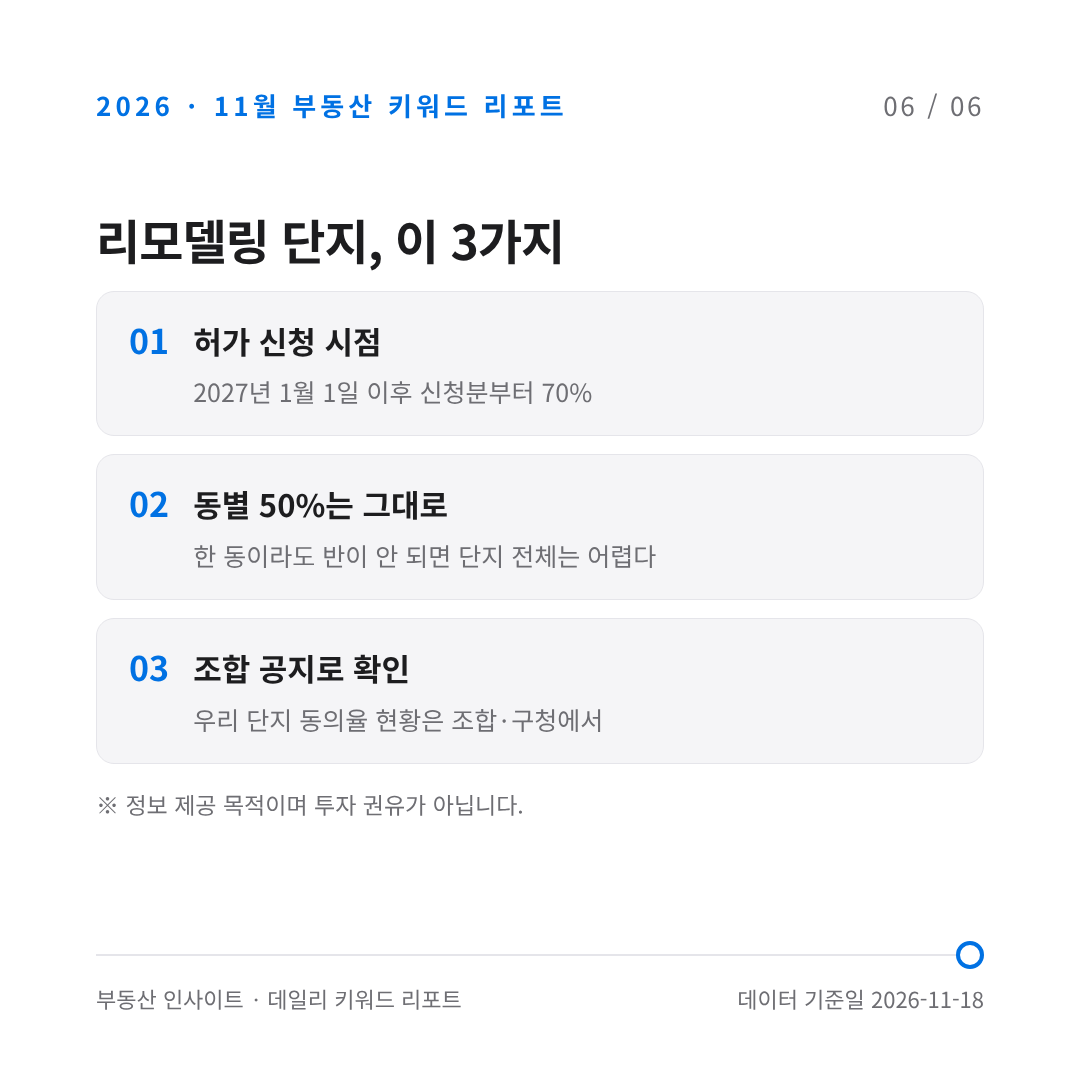 2026 · 11월 부동산 키워드 리포트
06 / 06
리모델링 단지, 이 3가지
01 허가 신청 시점
2027년 1월 1일 이후 신청분부터 70%
02 동별 50%는 그대로
한 동이라도 반이 안 되면 단지 전체는 어렵다
03 조합 공지로 확인
우리 단지 동의율 현황은 조합·구청에서
※ 정보 제공 목적이며 투자 권유가 아닙니다.
부동산 인사이트 · 데일리 키워드 리포트
데이터 기준일 2026-11-18